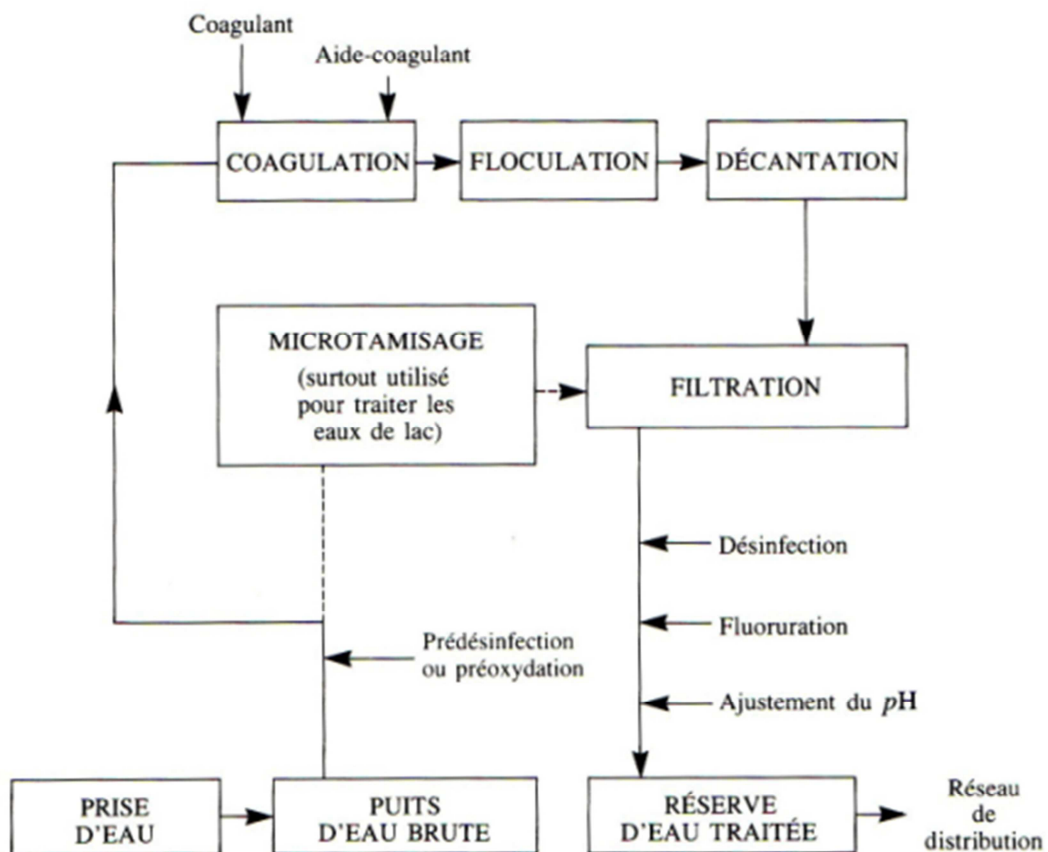 Coagulant
Aide-coagulant
COAGULATION
FLOCULATION
DÉCANTATION
MICROTAMISAGE
(surtout utilisé
pour traiter les
eaux de lac)
FILTRATION
Désinfection
Fluoruration
Prédésinfection
ou préoxydation
Ajustement du pH
PRISE
D'EAU
PUITS
D'EAU BRUTE
RÉSERVE
D'EAU TRAITÉE
Réseau
de
distribution